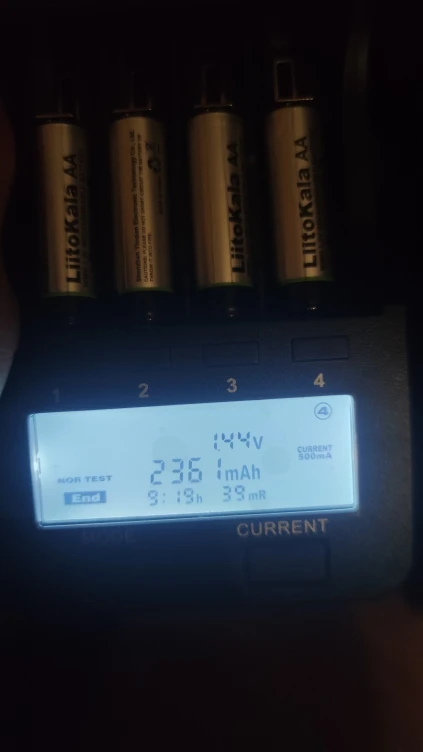 LiitoKala AA
LiitoKala AA
LiitoKala AA
1 2 3 4
4
1.44V
CURRENT
500mA
2361mAh
NOR TEST
End
9:19h 39mR
CURRENT
MODE